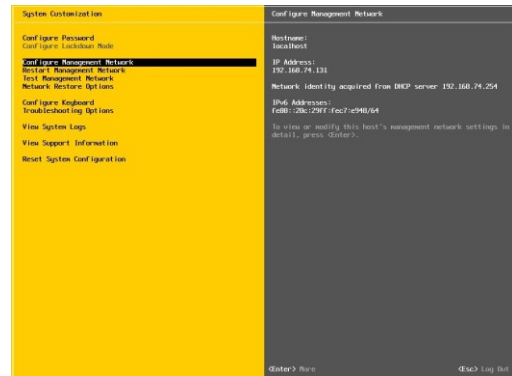 System Customization
Configure Password
Configure Lockdown Mode
Configure Management Network
Restart Management Network
Test Management Network
Network Restore Options
Configure Keyboard
Troubleshooting Options
View System Logs
View Support Information
Reset System Configuration
Configure Management Network
Hostname:
localhost
IP Address:
192.168.74.131
Network identity acquired from DHCP server 192.168.74.254
IPv6 Addresses:
fe80::20c:29ff:fec7:e948/64
To view or modify this host's management network settings in
detail, press <Enter>.
<Enter> More
<Esc> Log Out